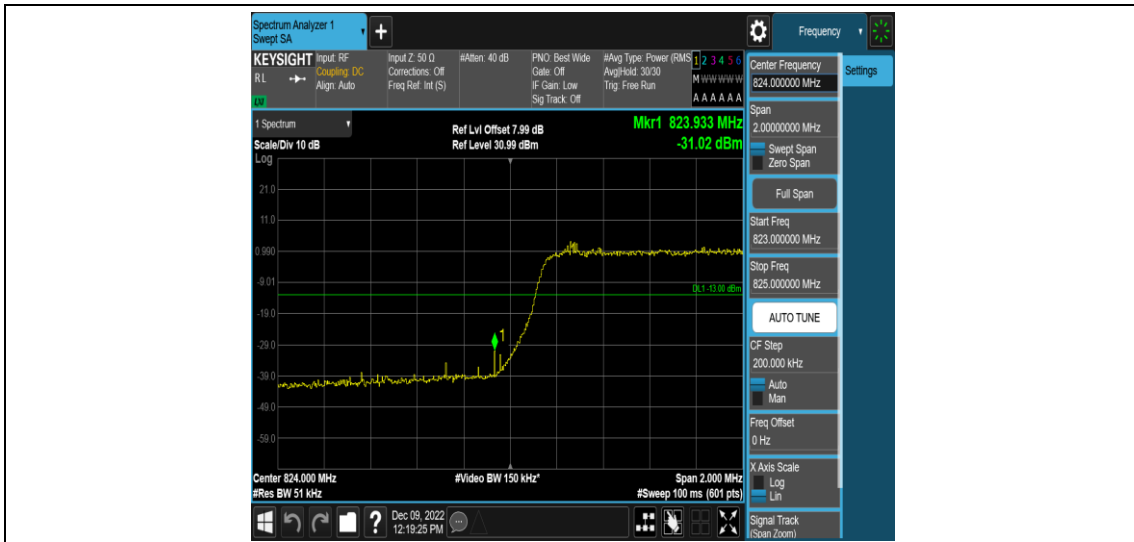 Spectrum Analyzer 1
Swept SA
+
Frequency
KEYSIGHT
RL
LXI
Input: RF
Coupling: DC
Align: Auto
Input Z: 50 Ω
Corrections: Off
Freq Ref: Int (S)
#Atten: 40 dB
PNO: Best Wide
Gate: Off
IF Gain: Low
Sig Track: Off
#Avg Type: Power (RMS
Avg|Hold: 30/30
Trig: Free Run
1 2 3 4 5 6
M W W W W W
A A A A A A
Center Frequency
824.000000 MHz
Settings
1 Spectrum
Scale/Div 10 dB
Log
Ref Lvl Offset 7.99 dB
Ref Level 30.99 dBm
Mkr1 823.933 MHz
-31.02 dBm
21.0
11.0
0.990
-9.01
-19.0
-29.0
-39.0
-49.0
-59.0
DL1 -13.00 dBm
1
Center 824.000 MHz
#Res BW 51 kHz
#Video BW 150 kHz*
Span 2.000 MHz
#Sweep 100 ms (601 pts)
Span
2.00000000 MHz
Swept Span
Zero Span
Full Span
Start Freq
823.000000 MHz
Stop Freq
825.000000 MHz
AUTO TUNE
CF Step
200.000 kHz
Auto
Man
Freq Offset
0 Hz
X Axis Scale
Log
Lin
Signal Track
(Span Zoom)
?
Dec 09, 2022
12:19:25 PM